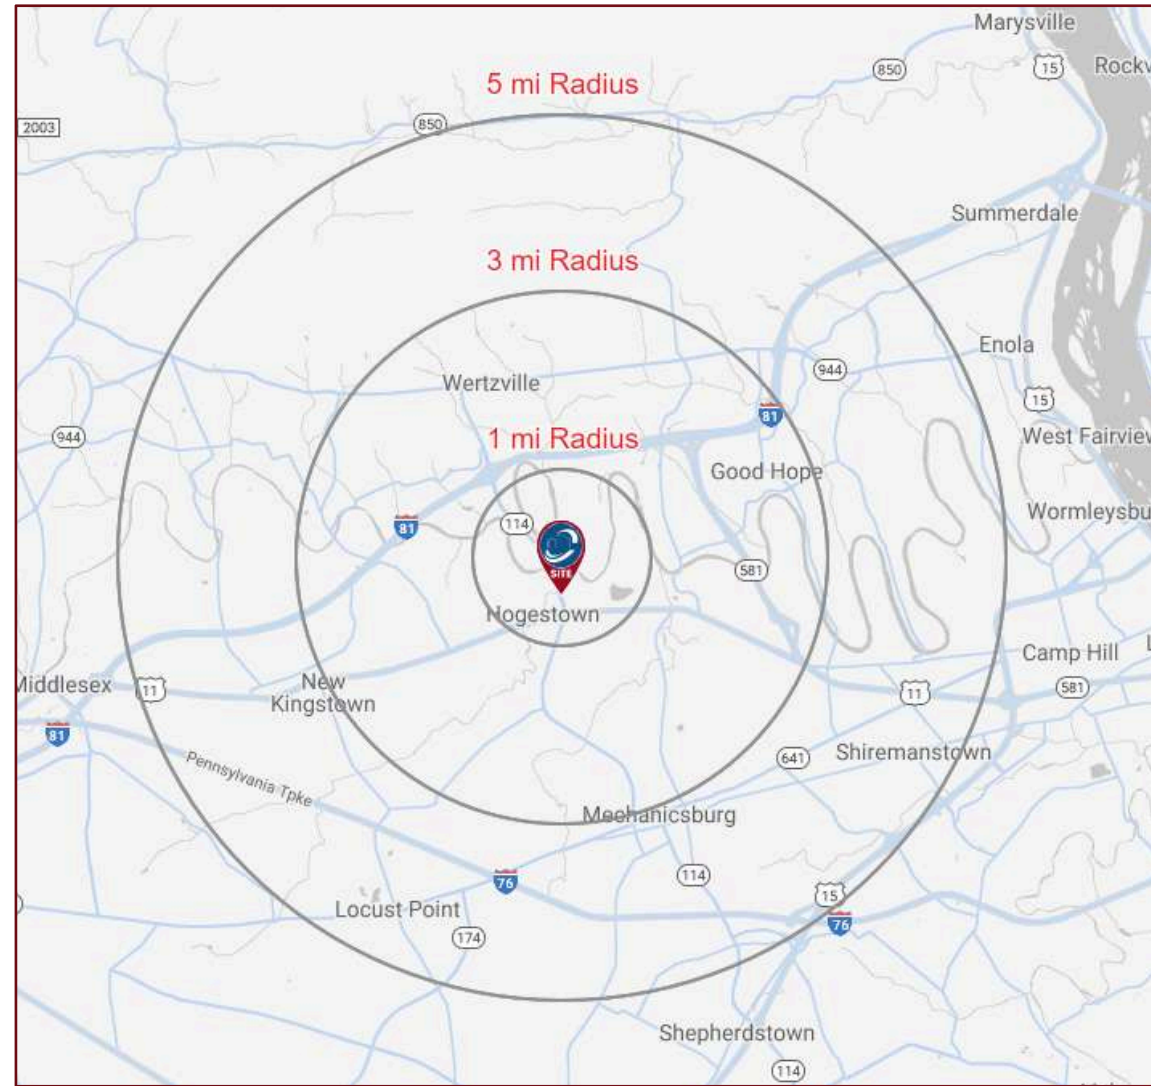 Marysville
850
15
Rockv
5 mi Radius
2003
850
Summerdale
3 mi Radius
Enola
944
Wertzville
15
81
944
1 mi Radius
West Fairview
Good Hope
114
81
Wormleysbu
581
SITE
Hogestown
Camp Hill
L
Middlesex
11
New
Kingstown
11
581
81
Shiremanstown
641
Pennsylvania Tpke
Mechanicsburg
114
76
15
Locust Point
76
174
Shepherdstown
114